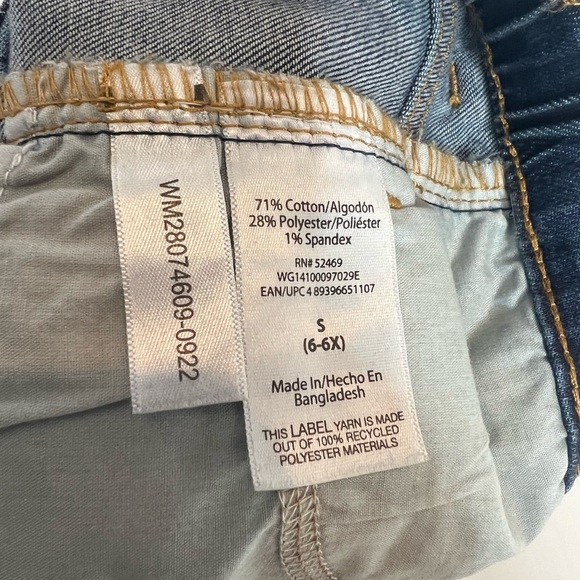 WM28074609-0922
71% Cotton/Algodón
28% Polyester/Poliéster
1% Spandex
RN# 52469
WG14100097029E
EAN/UPC 4 89396651107
S
(6-6X)
Made In/Hecho En
Bangladesh
THIS LABEL YARN IS MADE
OUT OF 100% RECYCLED
POLYESTER MATERIALS